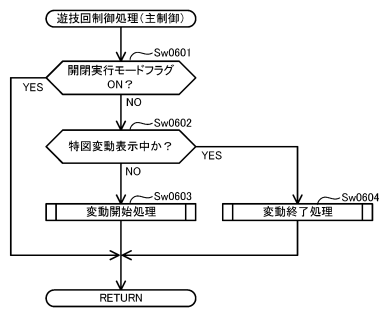 遊技回制御処理(主制御)
Sw0601
開閉実行モードフラグ
ON?
YES
NO
Sw0602
特図変動表示中か?
YES
NO
Sw0603
変動開始処理
Sw0604
変動終了処理
RETURN